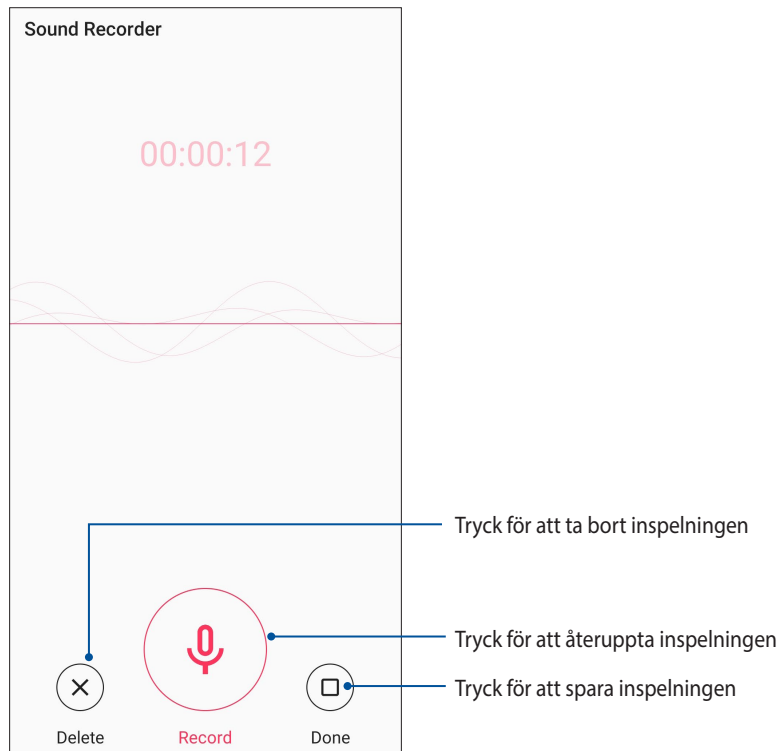 Sound Recorder
00:00:12
Tryck för att ta bort inspelningen
Tryck för att återuppta inspelningen
Tryck för att spara inspelningen
Delete
Record
Done